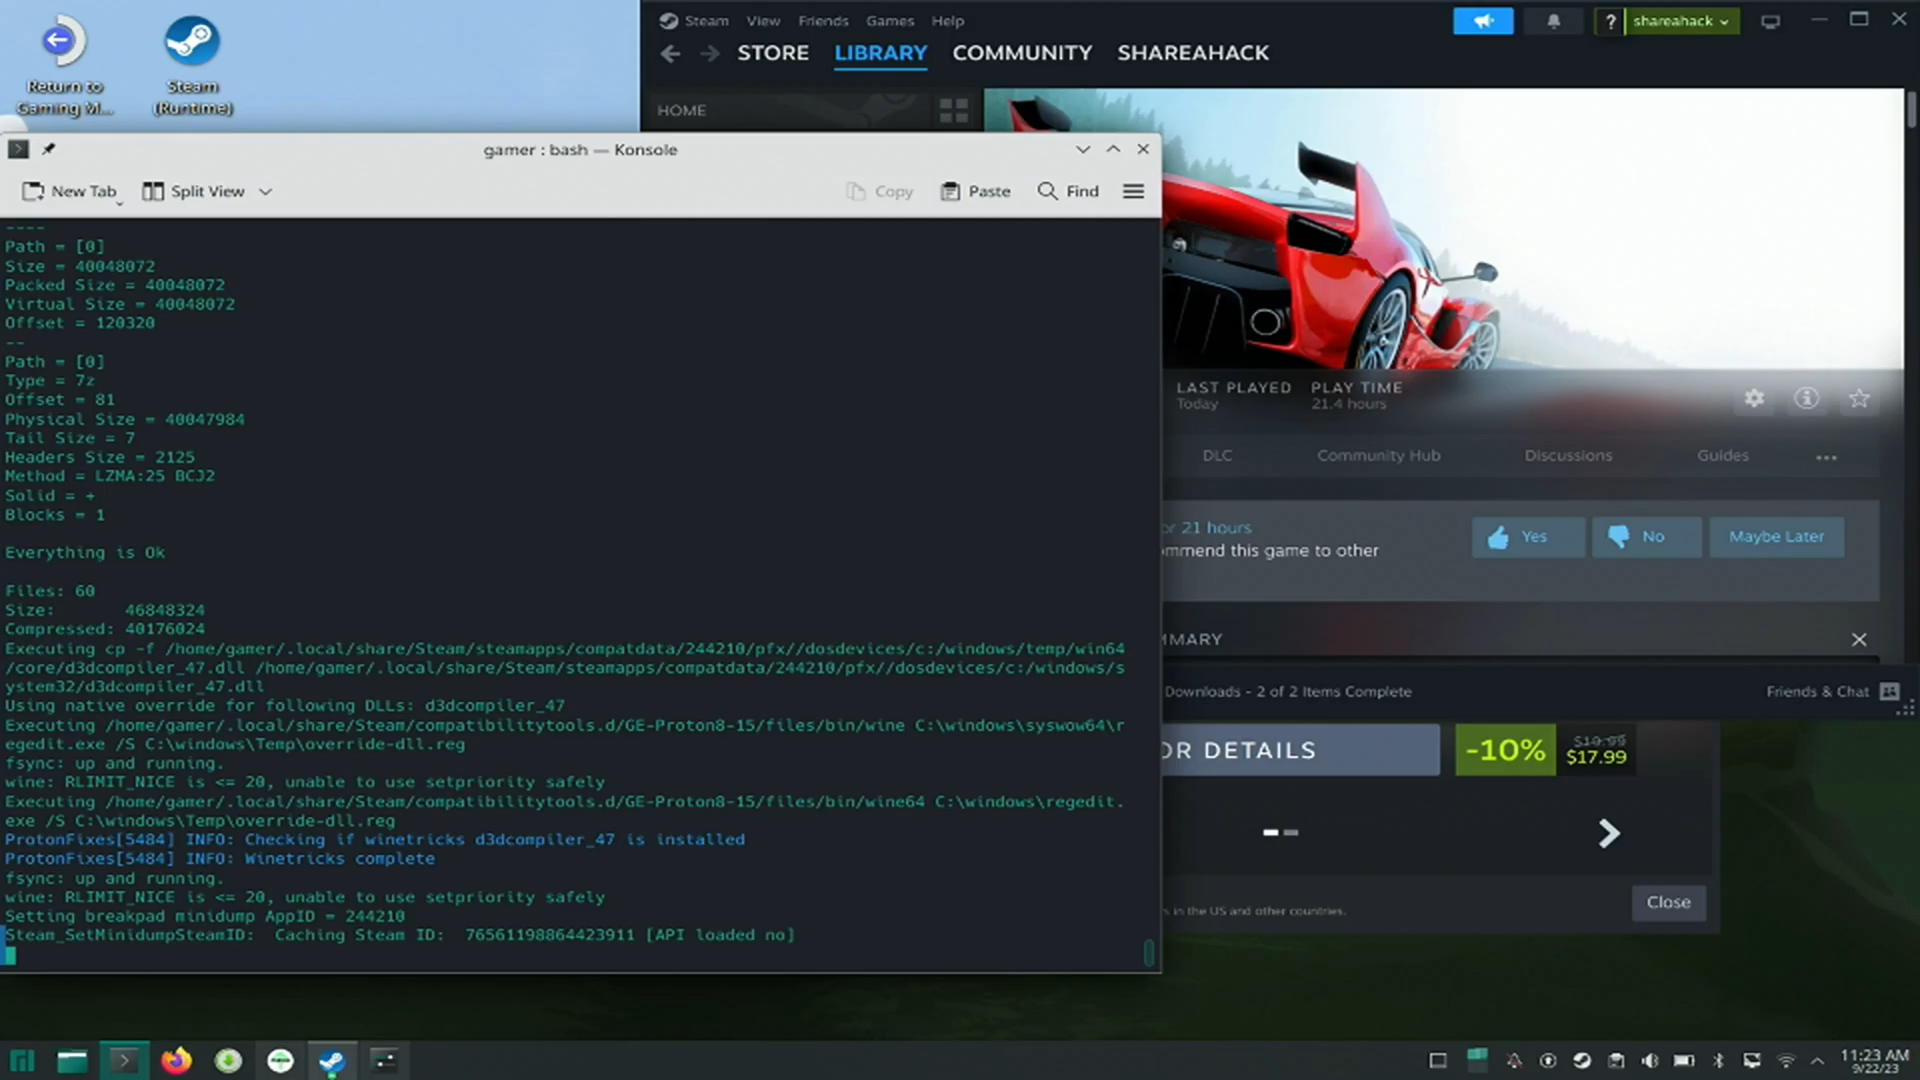 Return to
Gaming M...
Steam
(Runtime)
Steam View Friends Games Help
? shareahack
STORE LIBRARY COMMUNITY SHAREAHACK
HOME
gamer : bash — Konsole
New Tab Split View Copy Paste Find
----
Path = [0]
Size = 40048072
Packed Size = 40048072
Virtual Size = 40048072
Offset = 120320
--
Path = [0]
Type = 7z
Offset = 81
Physical Size = 40047984
Tail Size = 7
Headers Size = 2125
Method = LZMA:25 BCJ2
Solid = +
Blocks = 1
Everything is Ok
Files: 60
Size:       46848324
Compressed: 40176024
Executing cp -f /home/gamer/.local/share/Steam/steamapps/compatdata/244210/pfx//dosdevices/c:/windows/temp/win64
/core/d3dcompiler_47.dll /home/gamer/.local/share/Steam/steamapps/compatdata/244210/pfx//dosdevices/c:/windows/s
ystem32/d3dcompiler_47.dll
Using native override for following DLLs: d3dcompiler_47
Executing /home/gamer/.local/share/Steam/compatibilitytools.d/GE-Proton8-15/files/bin/wine C:\windows\syswow64\r
egedit.exe /S C:\windows\Temp\override-dll.reg
fsync: up and running.
wine: RLIMIT_NICE is <= 20, unable to use setpriority safely
Executing /home/gamer/.local/share/Steam/compatibilitytools.d/GE-Proton8-15/files/bin/wine64 C:\windows\regedit.
exe /S C:\windows\Temp\override-dll.reg
ProtonFixes[5484] INFO: Checking if winetricks d3dcompiler_47 is installed
ProtonFixes[5484] INFO: Winetricks complete
fsync: up and running.
wine: RLIMIT_NICE is <= 20, unable to use setpriority safely
Setting breakpad minidump AppID = 244210
Steam_SetMinidumpSteamID:  Caching Steam ID:  76561198864423911 [API loaded no]
LAST PLAYED PLAY TIME
Today 21.4 hours
DLC Community Hub Discussions Guides ...
or 21 hours
mmend this game to other
Yes No Maybe Later
MMARY
Downloads - 2 of 2 Items Complete
Friends & Chat
OR DETAILS
-10% $19.99
$17.99
s in the US and other countries.
Close
11:23 AM
9/22/23